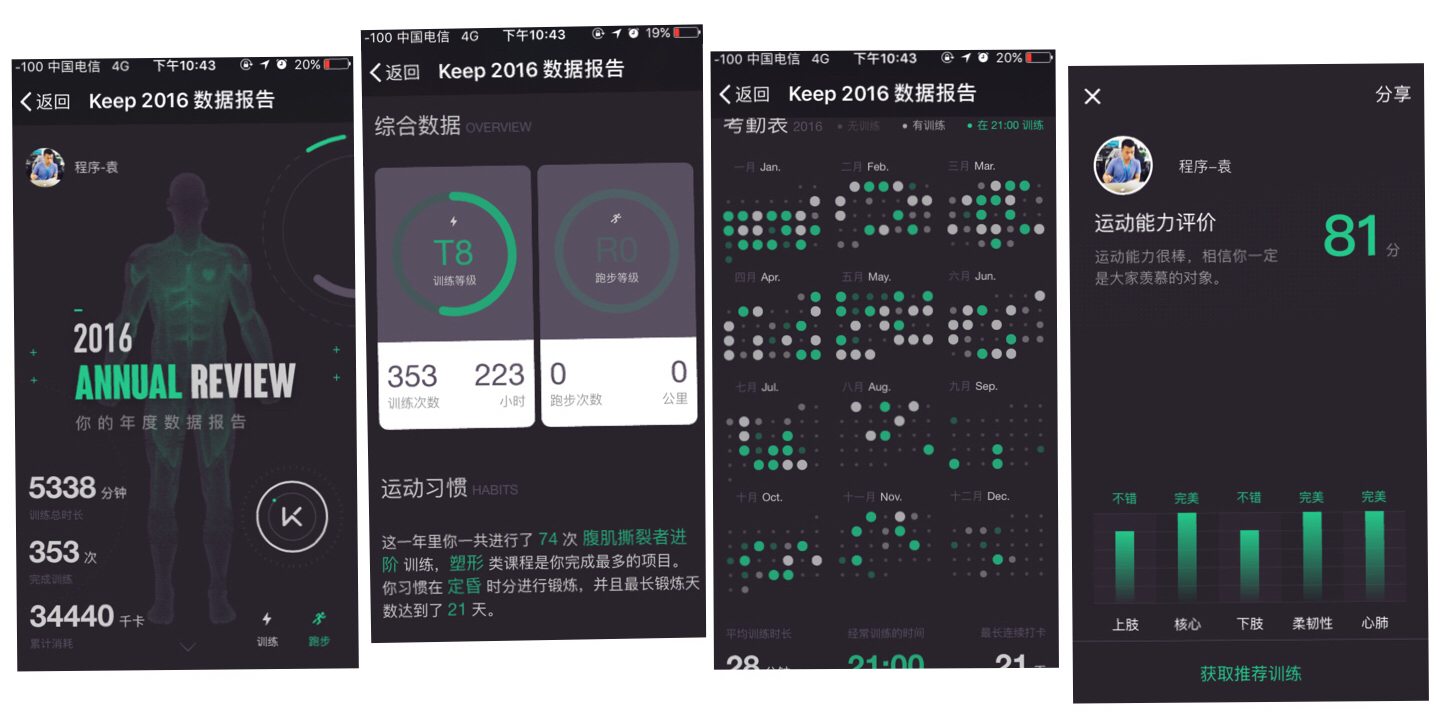 -100 中国电信 4G 下午10:43 20%
返回 Keep 2016 数据报告
程序-袁
2016
ANNUAL REVIEW
你的年度数据报告
5338 分钟
训练总时长
353 次
完成训练
34440 千卡
累计消耗
训练 跑步
-100 中国电信 4G 下午10:43 19%
返回 Keep 2016 数据报告
综合数据 OVERVIEW
T8
训练等级
R0
跑步等级
353 223
训练次数 小时
0 0
跑步次数 公里
运动习惯 HABITS
这一年里你一共进行了 74 次 腹肌撕裂者进
阶 训练，塑形 类课程是你完成最多的项目。
你习惯在 定昏 时分进行锻炼，并且最长锻炼天
数达到了 21 天。
-100 中国电信 4G 下午10:43 20%
返回 Keep 2016 数据报告
考勤表 2016 无训练 有训练 在 21:00 训练
一月 Jan. 二月 Feb. 三月 Mar.
四月 Apr. 五月 May. 六月 Jun.
七月 Jul. 八月 Aug. 九月 Sep.
十月 Oct. 十一月 Nov. 十二月 Dec.
平均训练时长 经常训练的时间 最长连续打卡
28 分钟 21:00 21 天
分享
程序-袁
运动能力评价
81 分
运动能力很棒，相信你一定
是大家羡慕的对象。
不错 完美 不错 完美 完美
上肢 核心 下肢 柔韧性 心肺
获取推荐训练